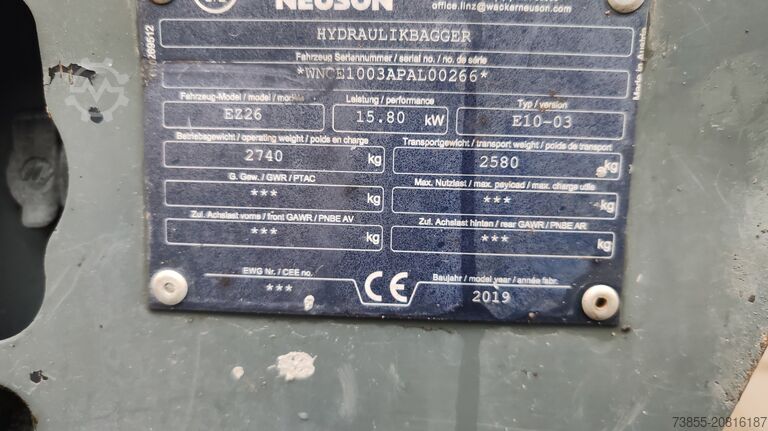 NEUSON
office.linz@wackerneuson.com
HYDRAULIKBAGGER
Fahrzeug Seriennummer / serial no. / no. de série
*WNCE1003APAL00266*
Fahrzeug-Model / model / modèle
Leistung / performance
Typ / version
EZ26
15.80 kW
E10-03
Betriebsgewicht / operating weight / poids en charge
Transportgewicht / transport weight / poids de transport
2740 kg
2580 kg
G. Gew. / GWR / PTAC
Max. Nutzlast / max. payload / max. charge utile
*** kg
*** kg
Zul. Achslast vorne / front GAWR / PNBE AV
Zul. Achslast hinten / rear GAWR / PNBE AR
*** kg
*** kg
EWG Nr. / CEE no.
***
CE
Baujahr / model year / année fabr.
2019
Made in Austria
73855-20816187